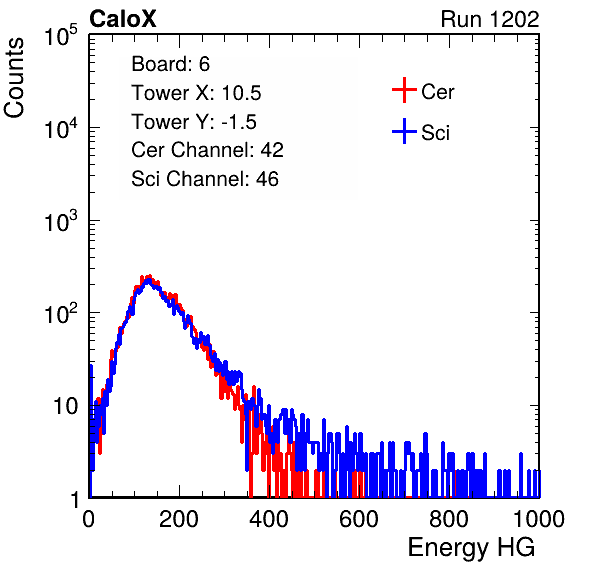 CaloX Run 1202
Counts
Board: 6
Tower X: 10.5
Tower Y: -1.5
Cer Channel: 42
Sci Channel: 46
Cer
Sci
10^5
10^4
10^3
10^2
10
1
0 200 400 600 800 1000
Energy HG